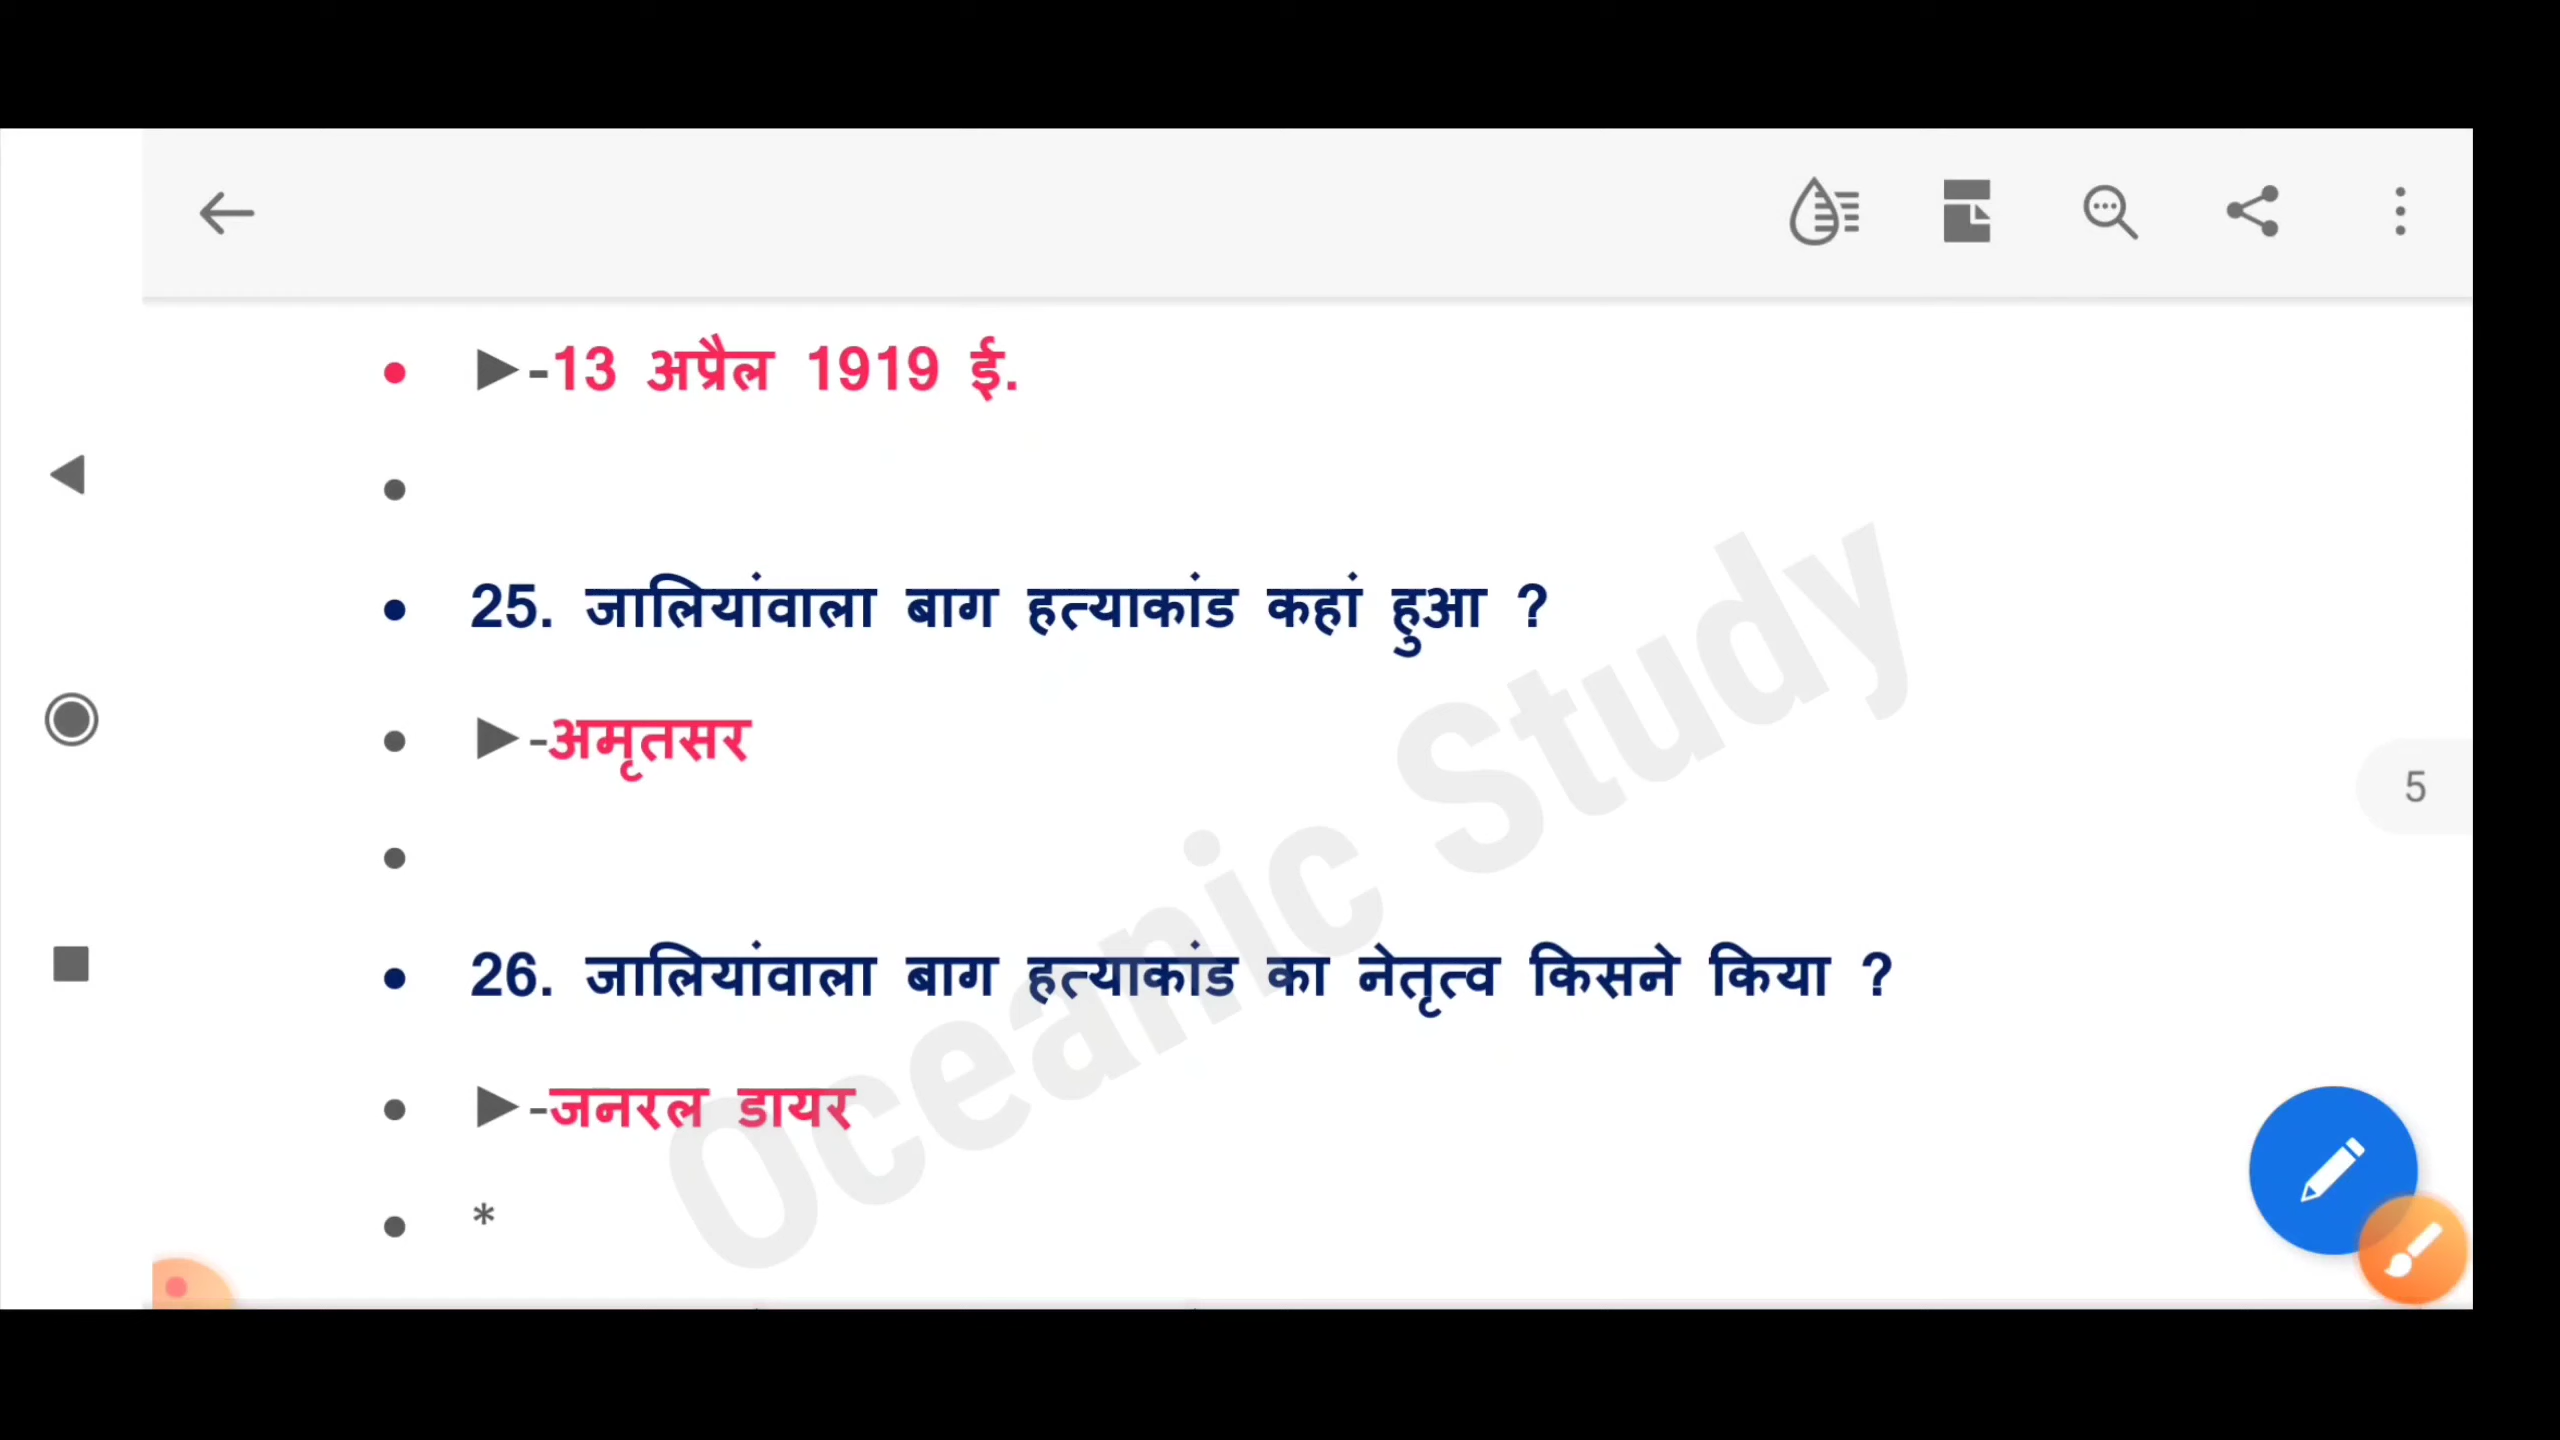 ►-13 अप्रैल 1919 ई.
25. जालियांवाला बाग हत्याकांड कहां हुआ ?
►-अमृतसर
5
26. जालियांवाला बाग हत्याकांड का नेतृत्व किसने किया ?
►-जनरल डायर
*
Oceanic Study